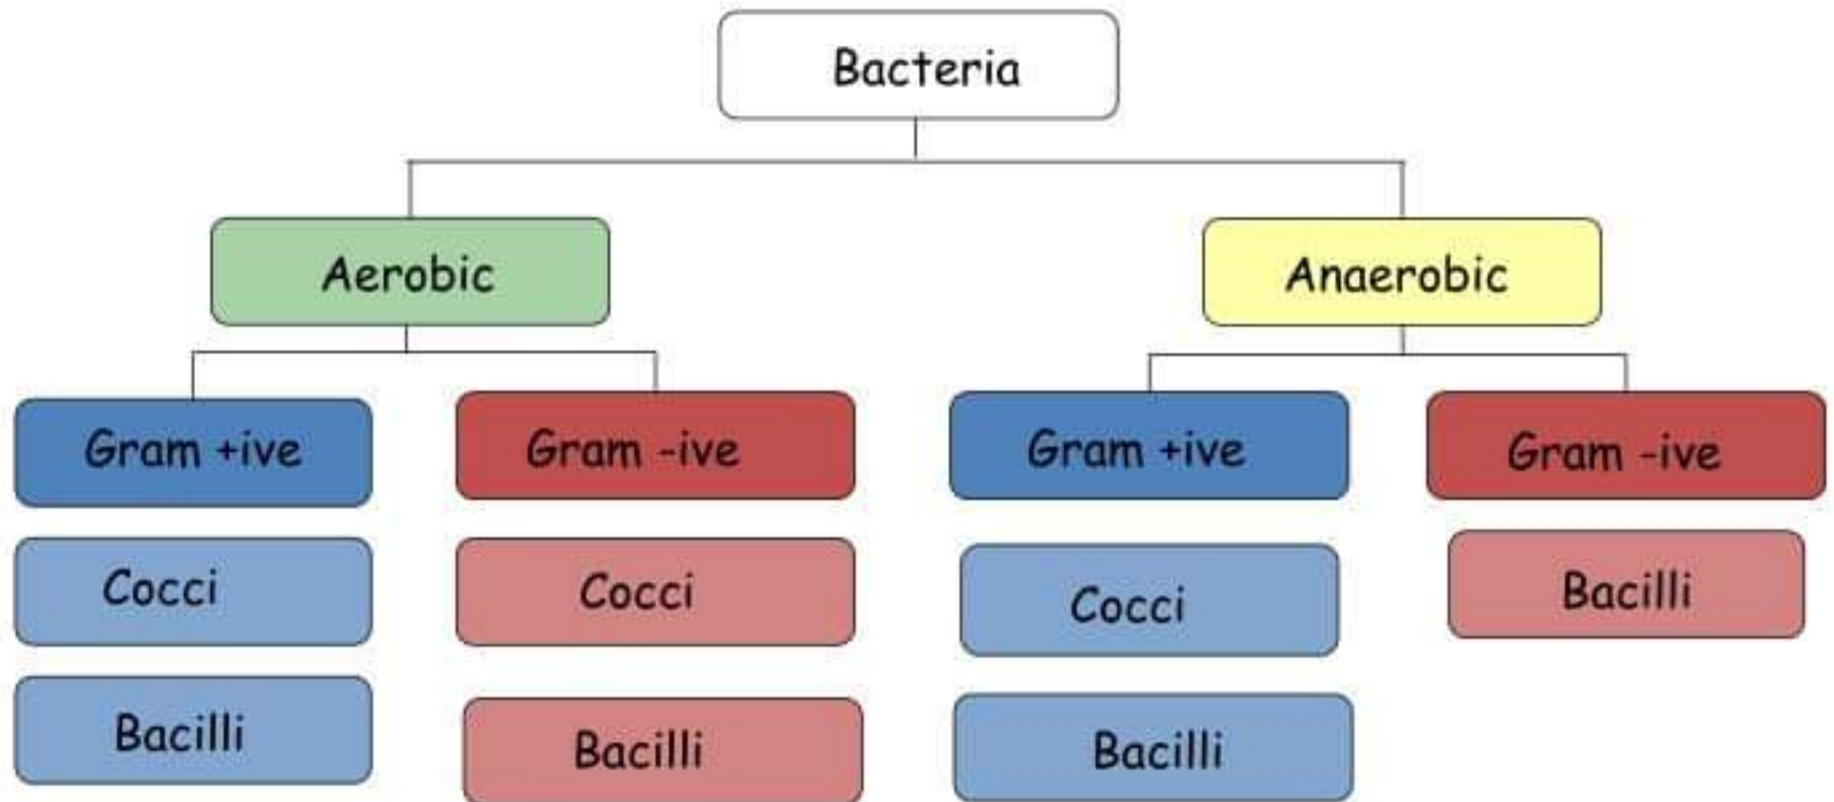 Bacteria
Aerobic
Anaerobic
Gram +ive
Gram -ive
Gram +ive
Gram -ive
Cocci
Cocci
Cocci
Bacilli
Bacilli
Bacilli
Bacilli